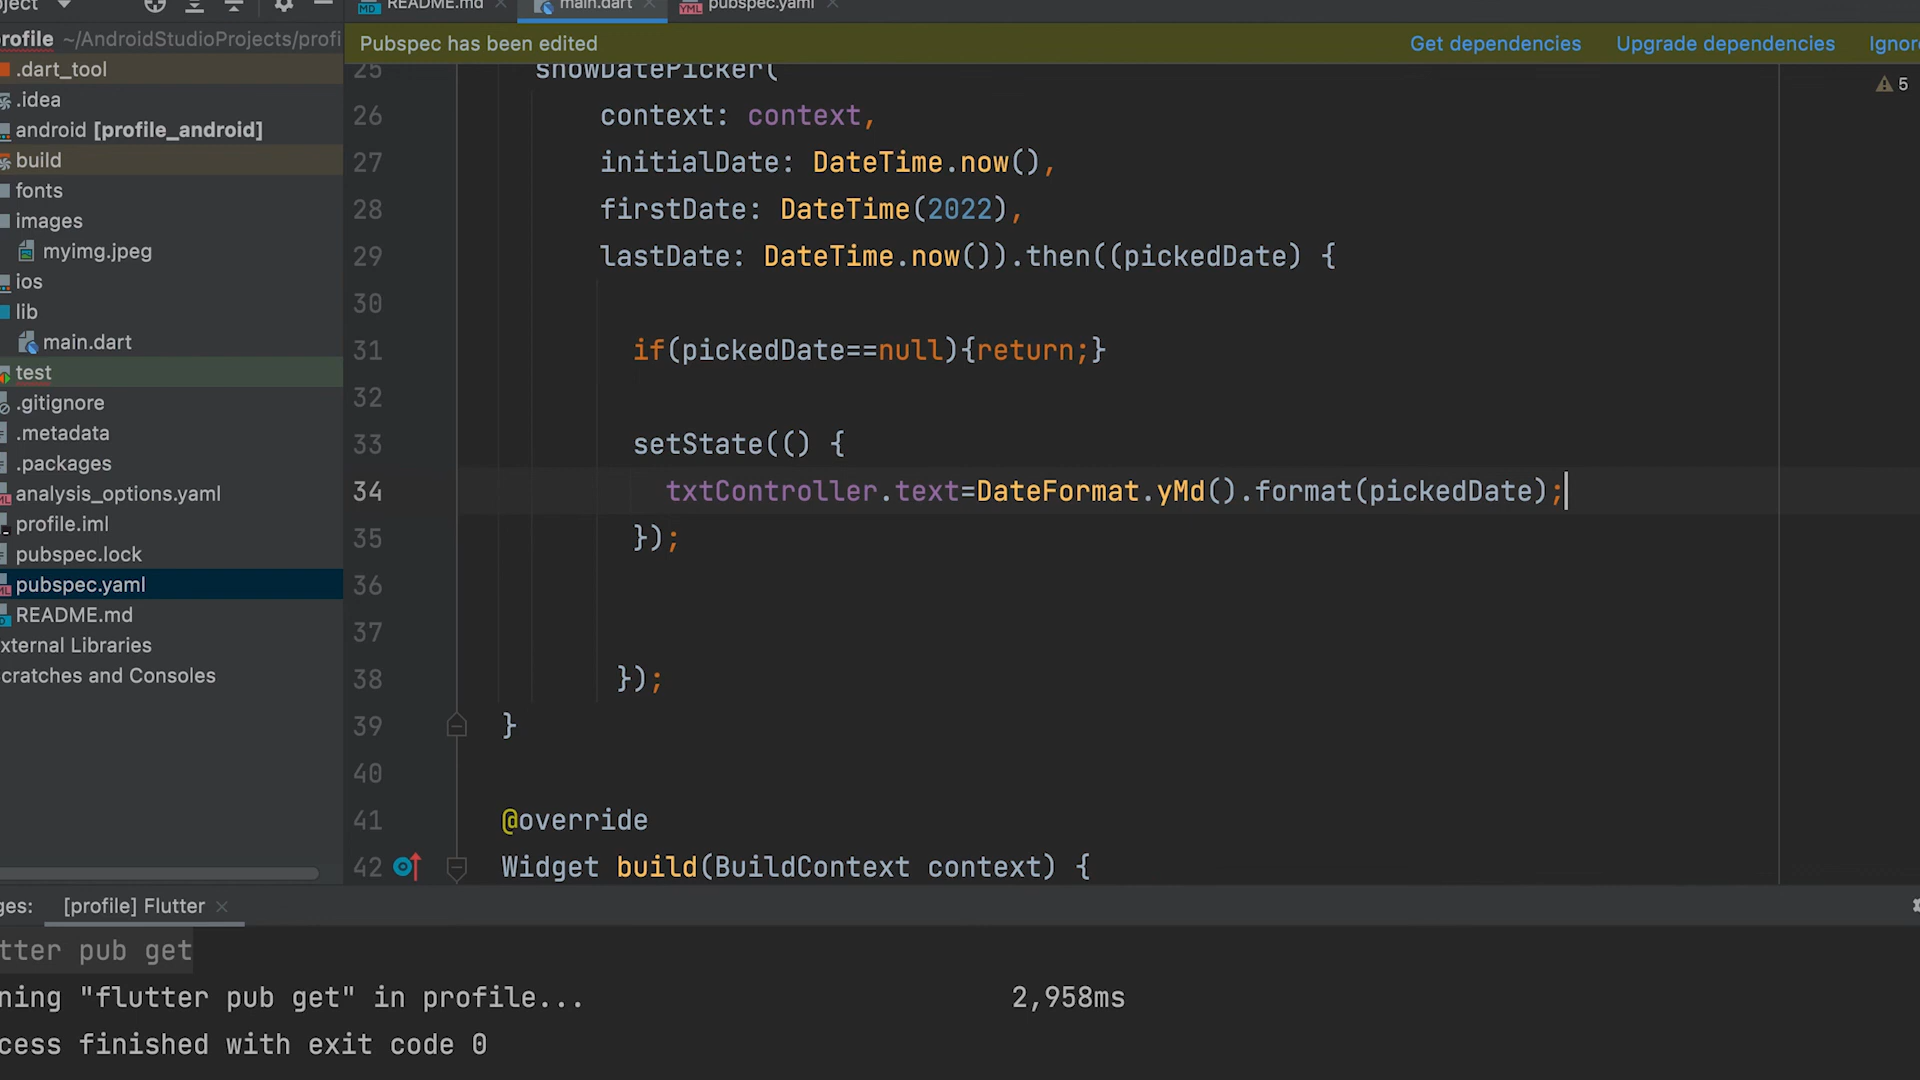 README.md main.dart pubspec.yaml
rofile ~/AndroidStudioProjects/profi
.dart_tool
.idea
android [profile_android]
build
fonts
images
myimg.jpeg
ios
lib
main.dart
test
.gitignore
.metadata
.packages
analysis_options.yaml
profile.iml
pubspec.lock
pubspec.yaml
README.md
xternal Libraries
cratches and Consoles
Pubspec has been edited Get dependencies Upgrade dependencies Ignor
5
25 showDatePicker(
26 context: context,
27 initialDate: DateTime.now(),
28 firstDate: DateTime(2022),
29 lastDate: DateTime.now()).then((pickedDate) {
30
31 if(pickedDate==null){return;}
32
33 setState(() {
34 txtController.text=DateFormat.yMd().format(pickedDate);
35 });
36
37
38 });
39 }
40
41 @override
42 Widget build(BuildContext context) {
ges: [profile] Flutter
tter pub get
ning "flutter pub get" in profile... 2,958ms
cess finished with exit code 0